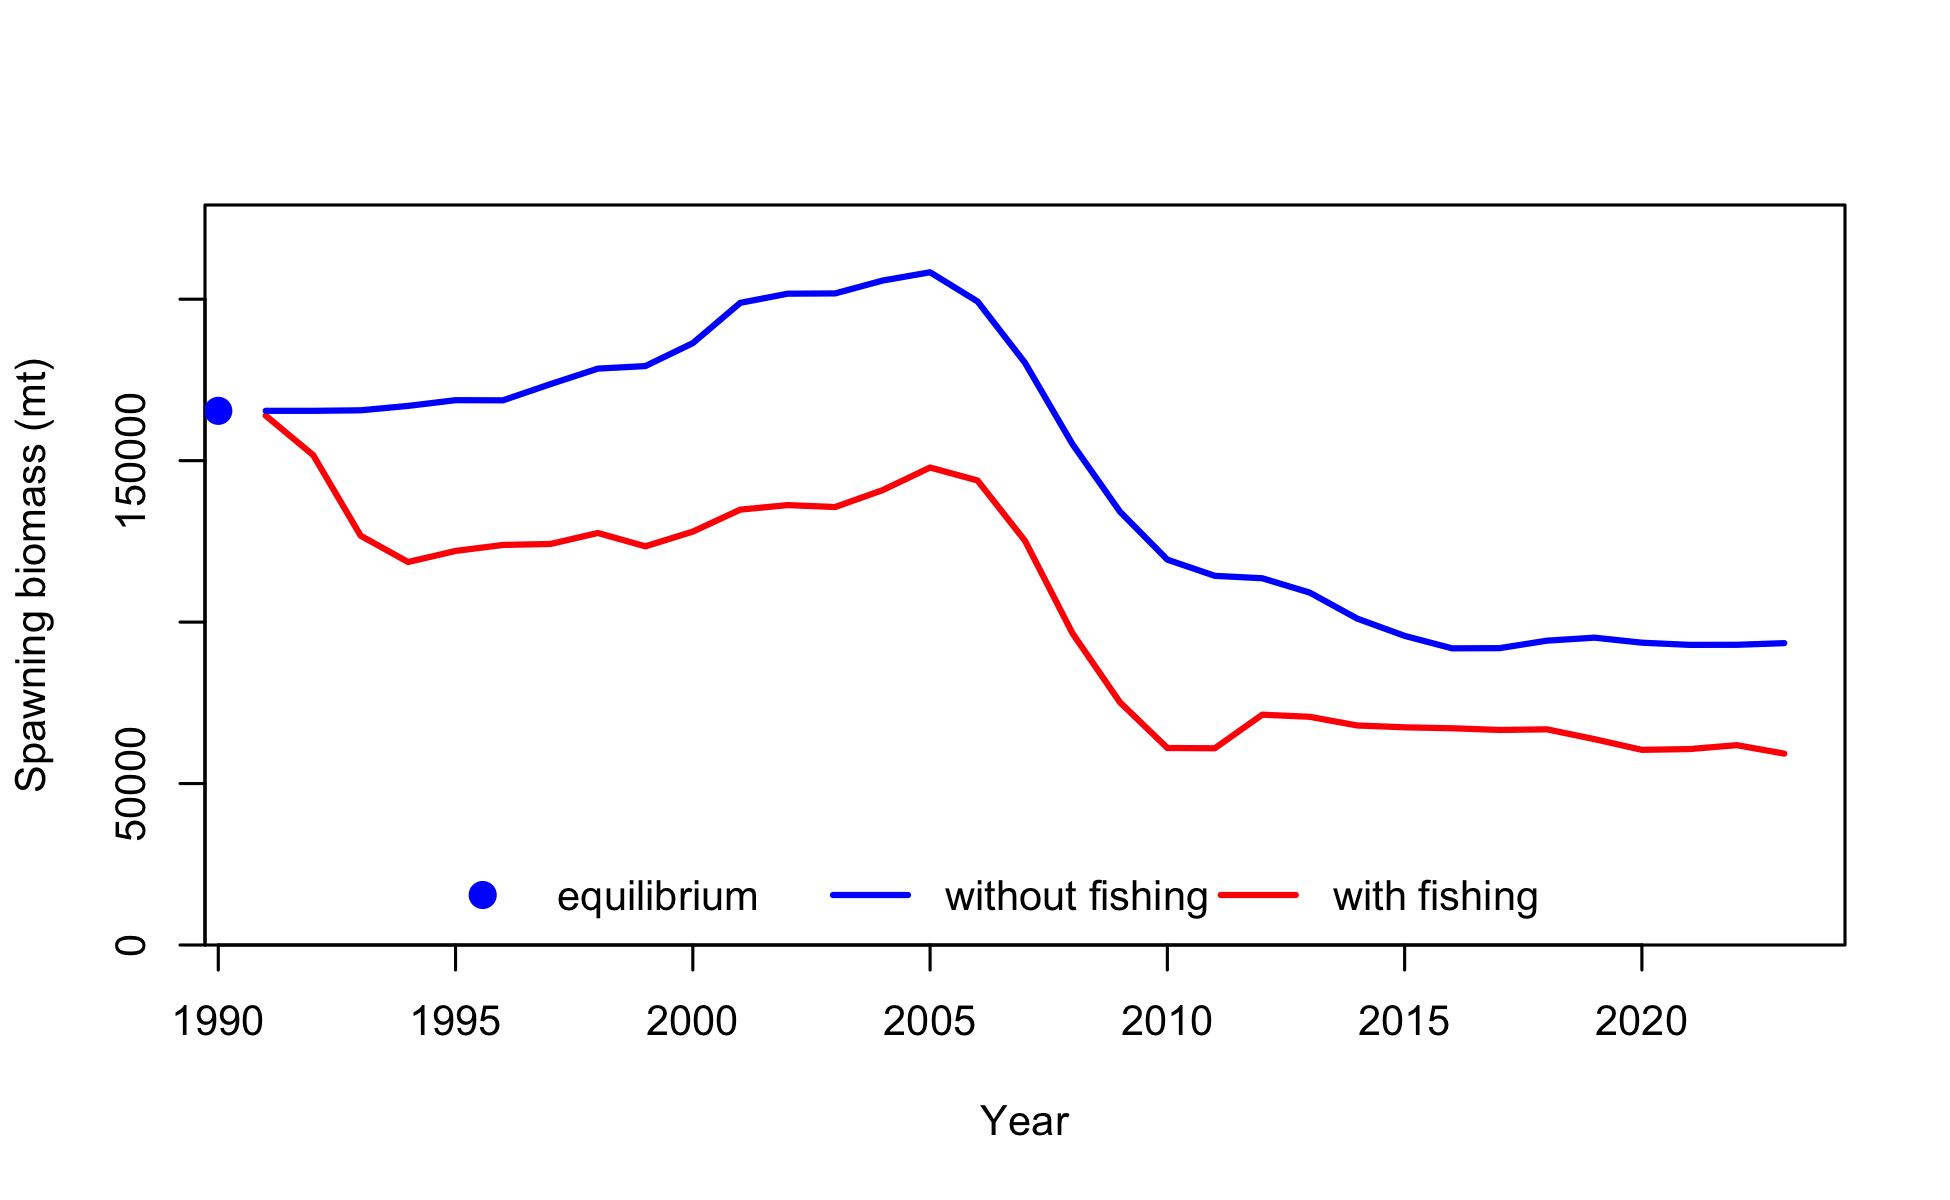 Spawning biomass (mt)
150000
50000
0
equilibrium without fishing with fishing
1990 1995 2000 2005 2010 2015 2020
Year